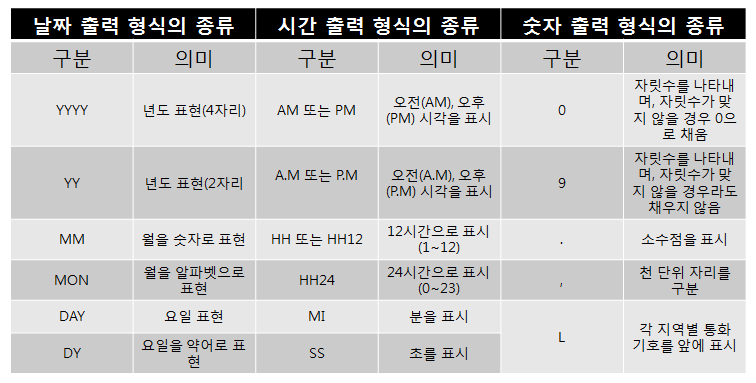 날짜 출력 형식의 종류 시간 출력 형식의 종류 숫자 출력 형식의 종류
구분 의미 구분 의미 구분 의미
YYYY 년도 표현(4자리) AM 또는 PM 오전(AM), 오후
(PM) 시각을 표시 0 자릿수를 나타내
며, 자릿수가 맞
지 않을 경우 0으
로 채움
YY 년도 표현(2자리 A.M 또는 P.M 오전(A.M), 오후
(P.M) 시각을 표시 9 자릿수를 나타내
며, 자릿수가 맞
지 않을 경우라도
채우지 않음
MM 월을 숫자로 표현 HH 또는 HH12 12시간으로 표시
(1~12) . 소수점을 표시
MON 월을 알파벳으로
표현 HH24 24시간으로 표시
(0~23) , 천 단위 자리를
구분
DAY 요일 표현 MI 분을 표시 L 각 지역별 통화
기호를 앞에 표시
DY 요일을 약어로 표
현 SS 초를 표시